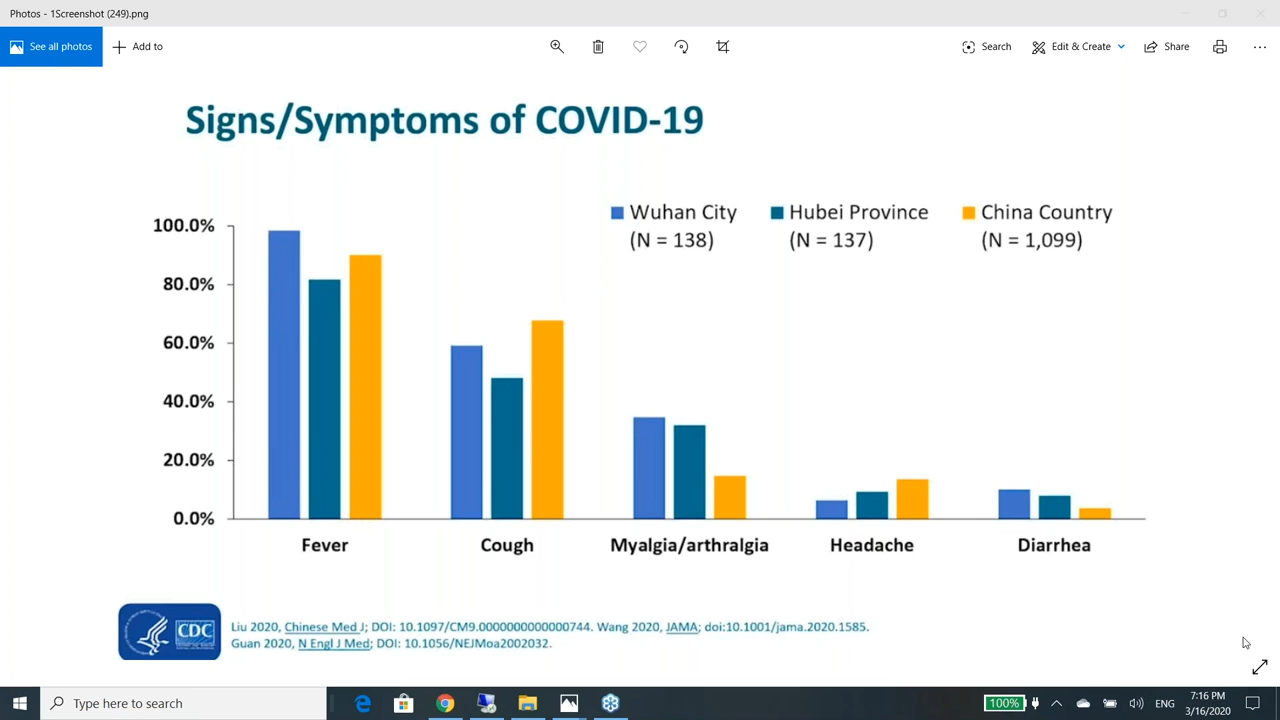 Photos - 1Screenshot (249).png
See all photos
Add to
Search
Edit & Create
Share
Signs/Symptoms of COVID-19
Wuhan City
(N = 138)
Hubei Province
(N = 137)
China Country
(N = 1,099)
100.0%
80.0%
60.0%
40.0%
20.0%
0.0%
Fever
Cough
Myalgia/arthralgia
Headache
Diarrhea
CDC
Liu 2020, Chinese Med J; DOI: 10.1097/CM9.0000000000000744. Wang 2020, JAMA; doi:10.1001/jama.2020.1585.
Guan 2020, N Engl J Med; DOI: 10.1056/NEJMoa2002032.
Type here to search
100%
ENG
7:16 PM
3/16/2020